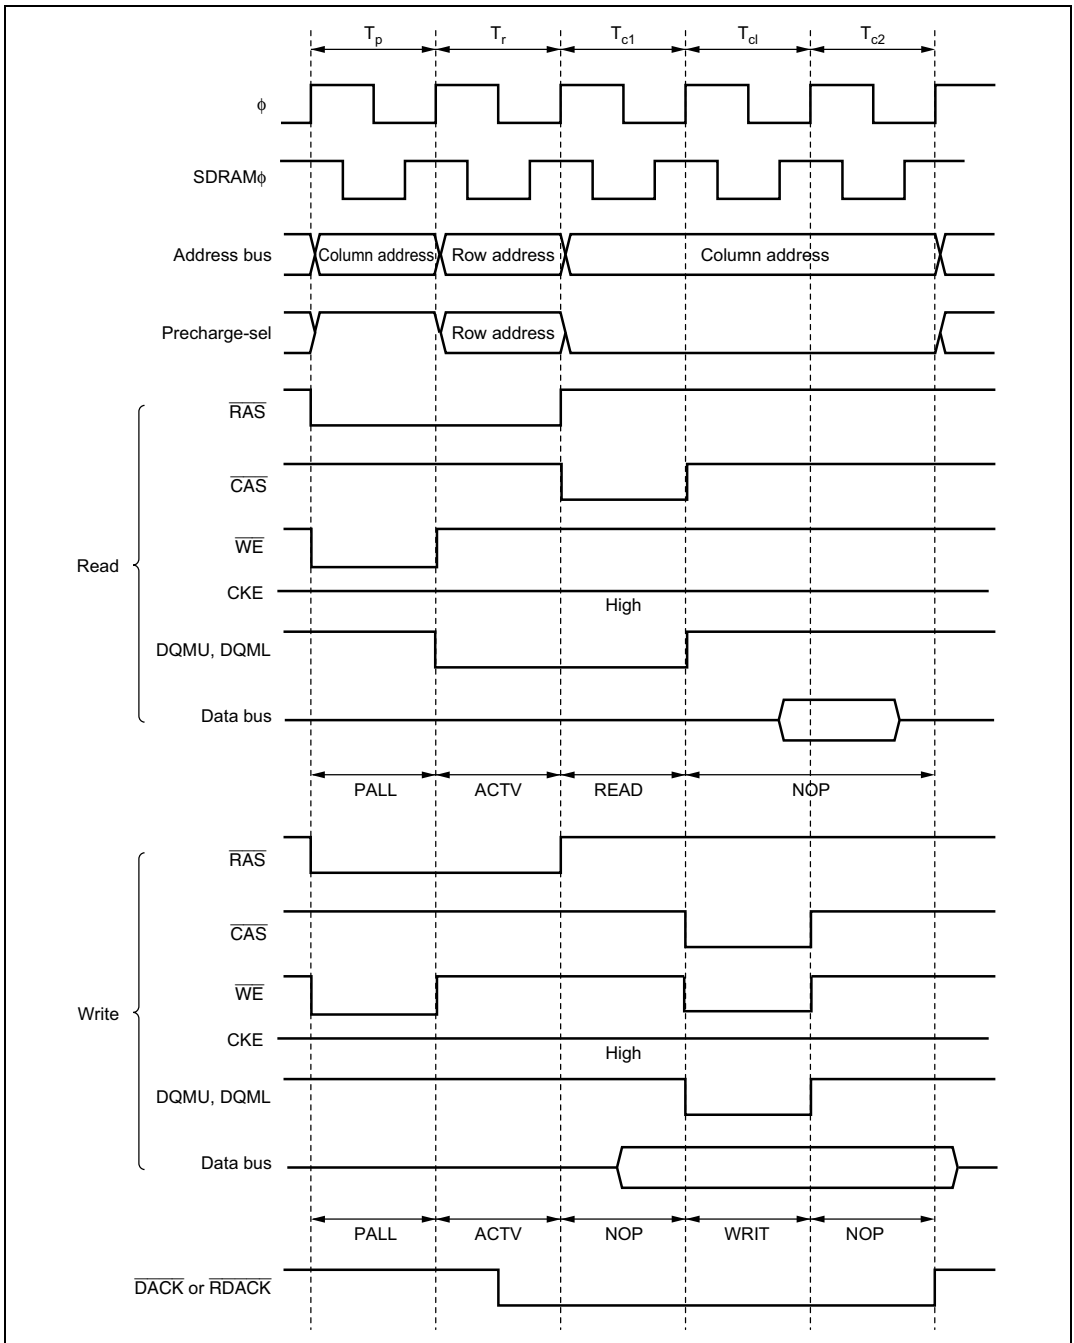 Tp Tr Tc1 Tcl Tc2
ϕ
SDRAMϕ
Address bus Column address Row address Column address
Precharge-sel Row address
RAS
CAS
WE
Read
CKE High
DQMU, DQML
Data bus
PALL ACTV READ NOP
RAS
CAS
WE
Write
CKE High
DQMU, DQML
Data bus
PALL ACTV NOP WRIT NOP
DACK or RDACK